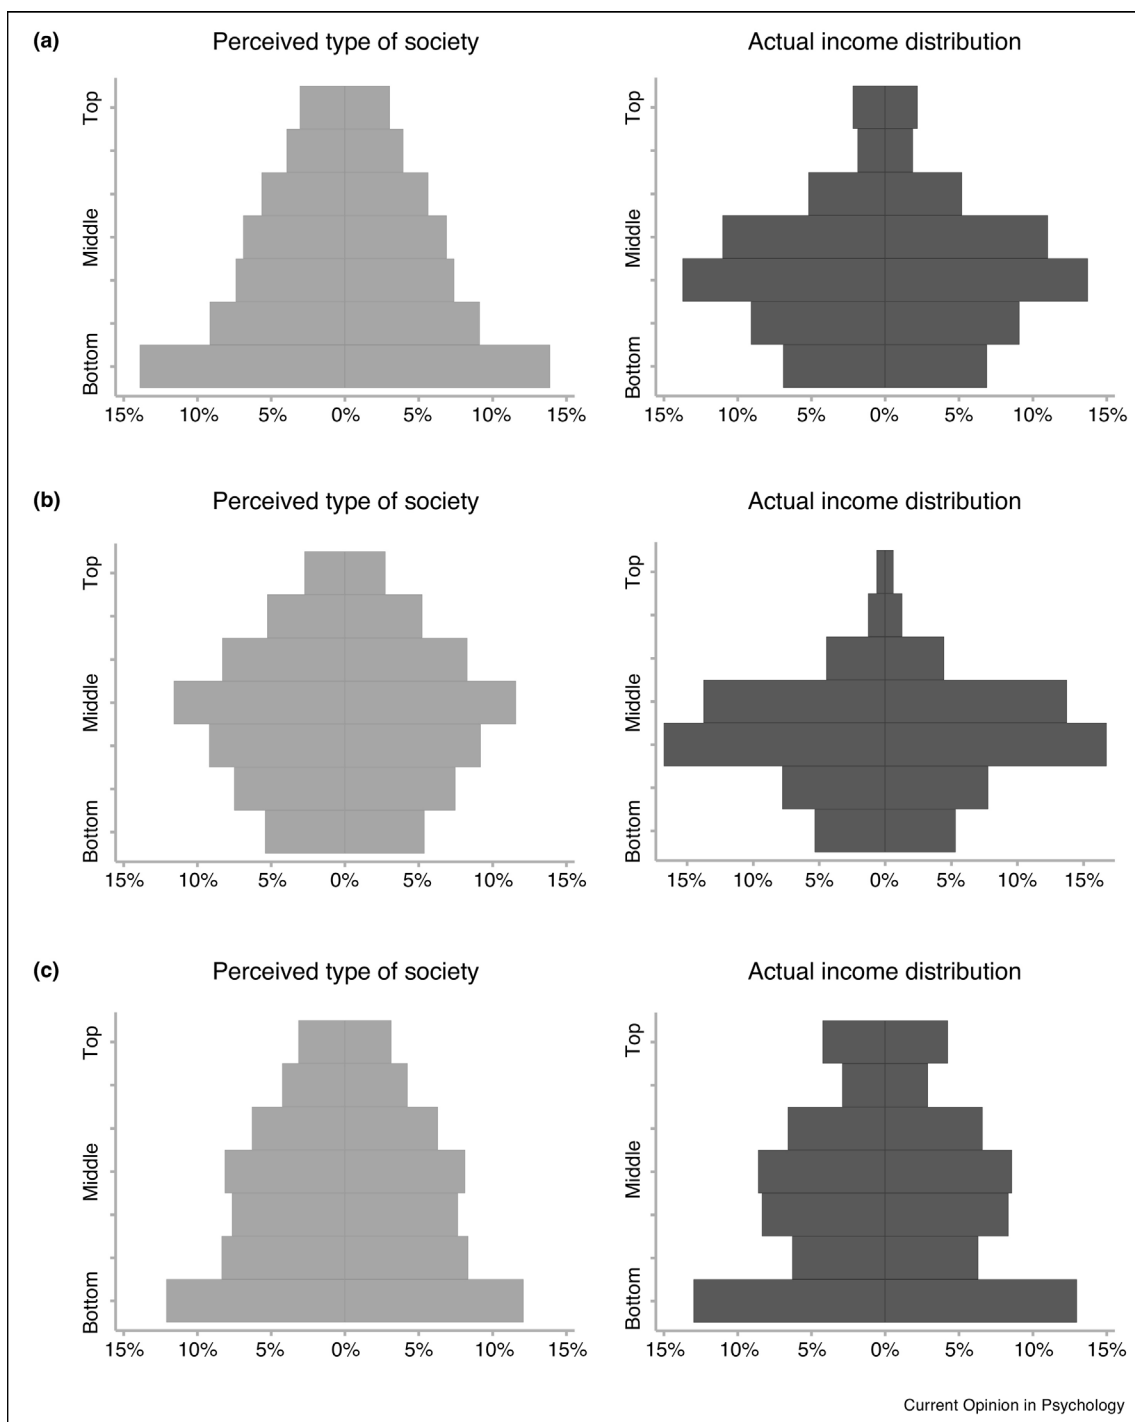 (a)
Perceived type of society
Actual income distribution
Top
Middle
Bottom
15% 10% 5% 0% 5% 10% 15%
Top
Middle
Bottom
15% 10% 5% 0% 5% 10% 15%
(b)
Perceived type of society
Actual income distribution
Top
Middle
Bottom
15% 10% 5% 0% 5% 10% 15%
Top
Middle
Bottom
15% 10% 5% 0% 5% 10% 15%
(c)
Perceived type of society
Actual income distribution
Top
Middle
Bottom
15% 10% 5% 0% 5% 10% 15%
Top
Middle
Bottom
15% 10% 5% 0% 5% 10% 15%
Current Opinion in Psychology